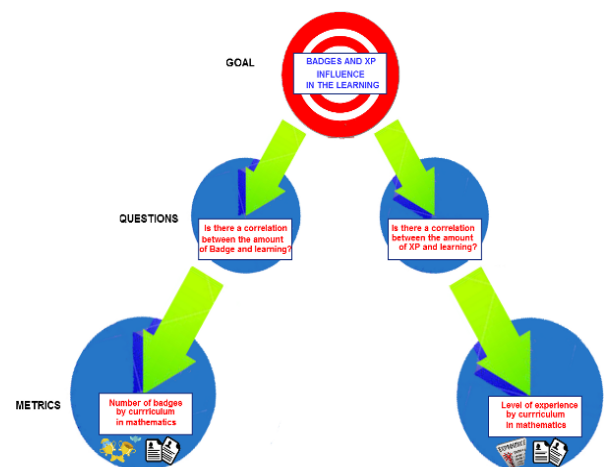 GOAL
BADGES AND XP
INFLUENCE
IN THE LEARNING
QUESTIONS
Is there a correlation
between the amount
of Badge and learning?
Is there a correlation
between the amount
of XP and learning?
METRICS
Number of badges
by currriculum
in mathematics
Level of experience
by curriculum
in mathematics